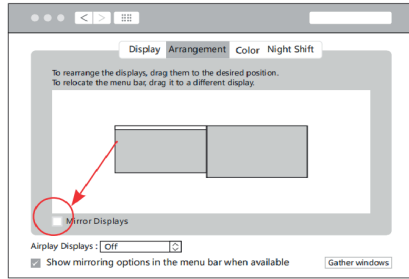 Display Arrangement Color Night Shift
To rearrange the displays, drag them to the desired position.
To relocate the menu bar, drag it to a different display.
Mirror Displays
Airplay Displays : Off
Show mirroring options in the menu bar when available
Gather windows